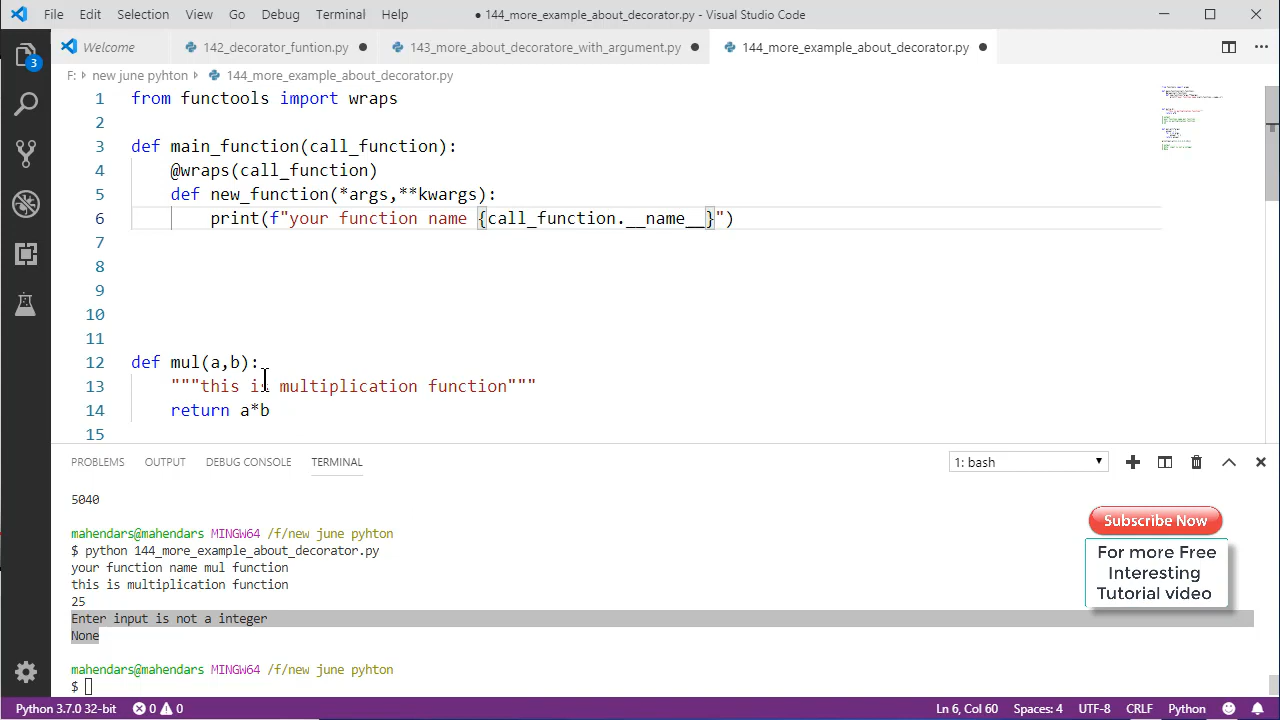 File Edit Selection View Go Debug Terminal Help ● 144_more_example_about_decorator.py - Visual Studio Code
Welcome 142_decorator_funtion.py 143_more_about_decoratore_with_argument.py 144_more_example_about_decorator.py
3
F: new june pyhton 144_more_example_about_decorator.py
1 from functools import wraps
2
3 def main_function(call_function):
4 @wraps(call_function)
5 def new_function(*args,**kwargs):
6 print(f"your function name {call_function.__name__}")
7
8
9
10
11
12 def mul(a,b):
13 """this is multiplication function"""
14 return a*b
15
PROBLEMS OUTPUT DEBUG CONSOLE TERMINAL 1: bash
5040
mahendars@mahendars MINGW64 /f/new june pyhton
$ python 144_more_example_about_decorator.py
your function name mul function
this is multiplication function
25
Enter input is not a integer
None
mahendars@mahendars MINGW64 /f/new june pyhton
$
Subscribe Now
For more Free
Interesting
Tutorial video
Python 3.7.0 32-bit 0 0 Ln 6, Col 60 Spaces: 4 UTF-8 CRLF Python